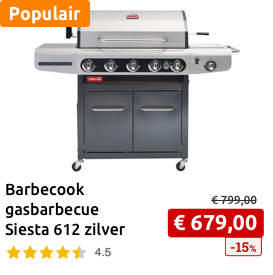 Populair
Barbecook
gasbarbecue
Siesta 612 zilver
€ 799,00
€ 679,00
-15%
4.5